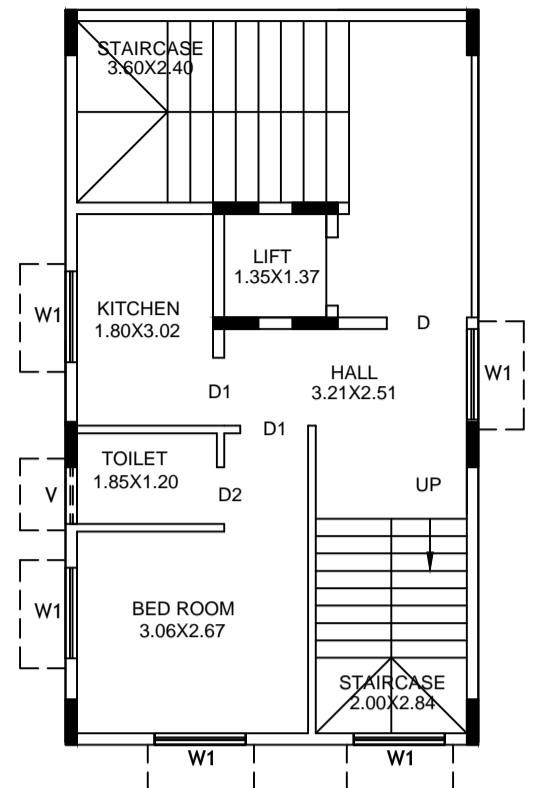 STAIRCASE
3.60X2.40
LIFT
1.35X1.37
W1
KITCHEN
1.80X3.02
D
HALL
3.21X2.51
W1
D1
D1
TOILET
1.85X1.20
V
D2
UP
W1
BED ROOM
3.06X2.67
STAIRCASE
2.00X2.84
W1
W1